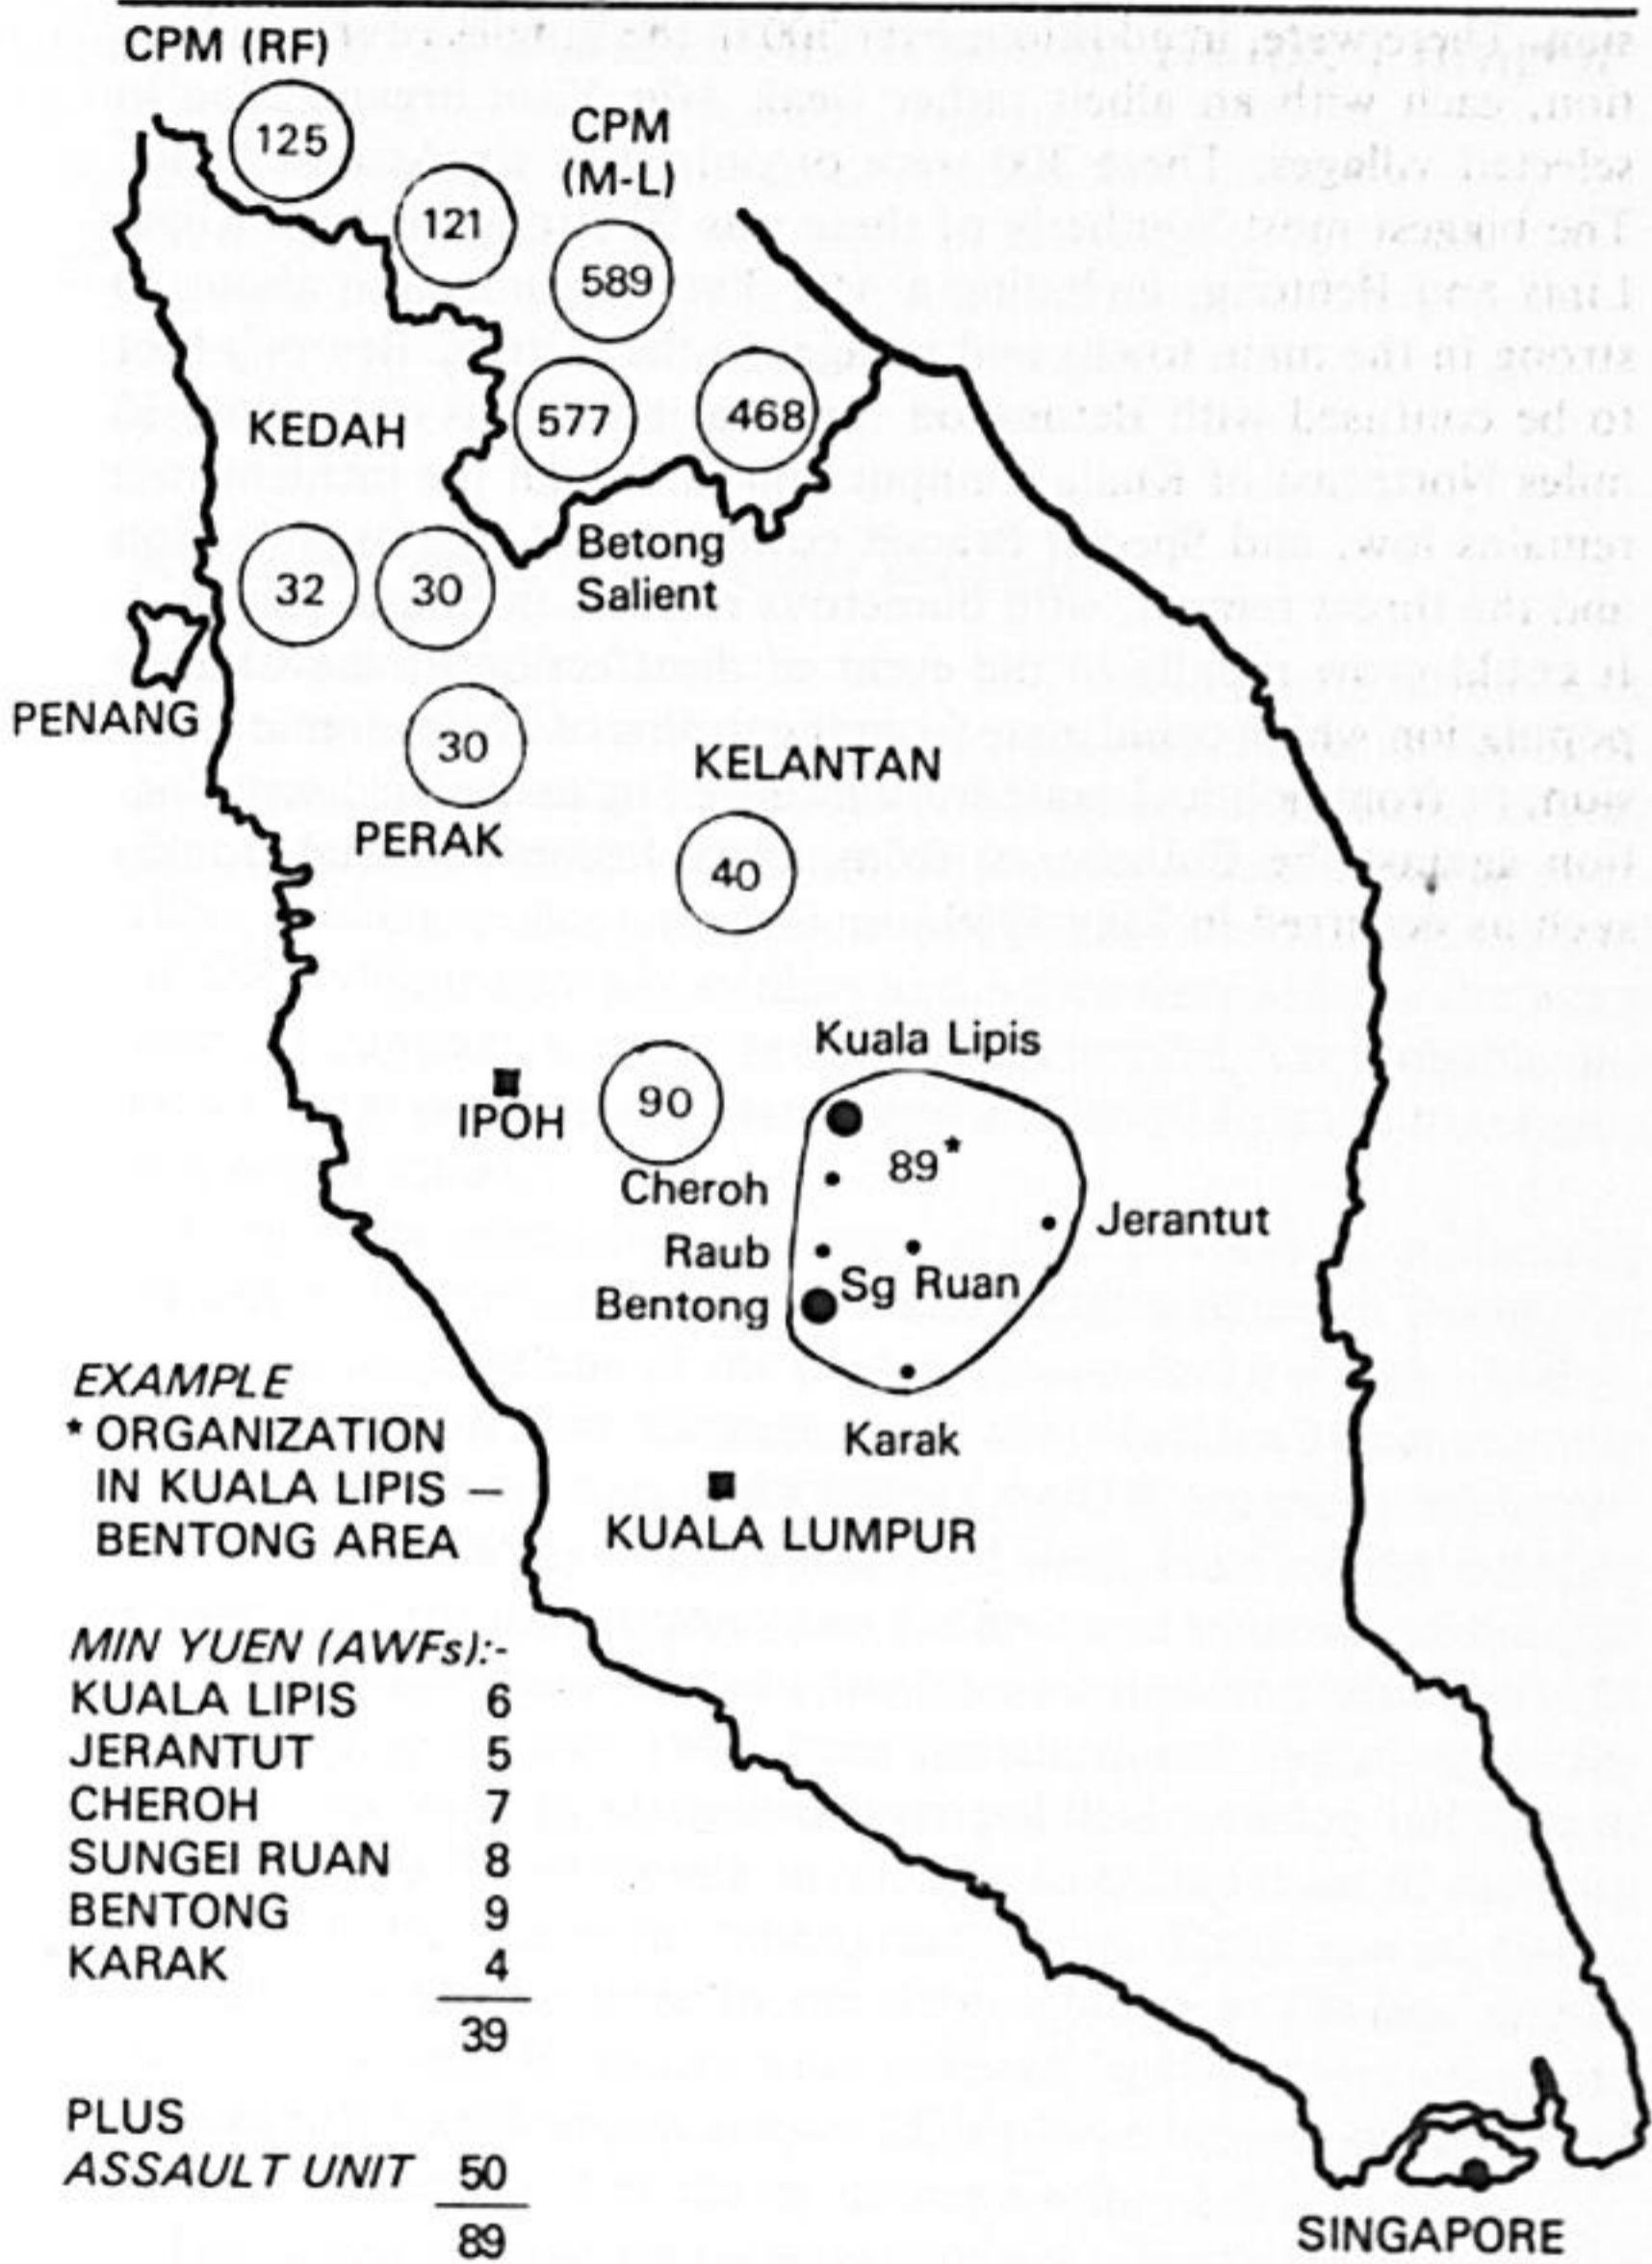 CPM (RF)
125
CPM
(M-L)
121
589
KEDAH
577
468
Betong
Salient
32
30
PENANG
30
KELANTAN
PERAK
40
Kuala Lipis
IPOH
90
89*
Cheroh
Jerantut
Raub
Sg Ruan
Bentong
Karak
KUALA LUMPUR
EXAMPLE
* ORGANIZATION
IN KUALA LIPIS –
BENTONG AREA
MIN YUEN (AWFs):-
KUALA LIPIS 6
JERANTUT 5
CHEROH 7
SUNGEI RUAN 8
BENTONG 9
KARAK 4
39
PLUS
ASSAULT UNIT 50
89
SINGAPORE